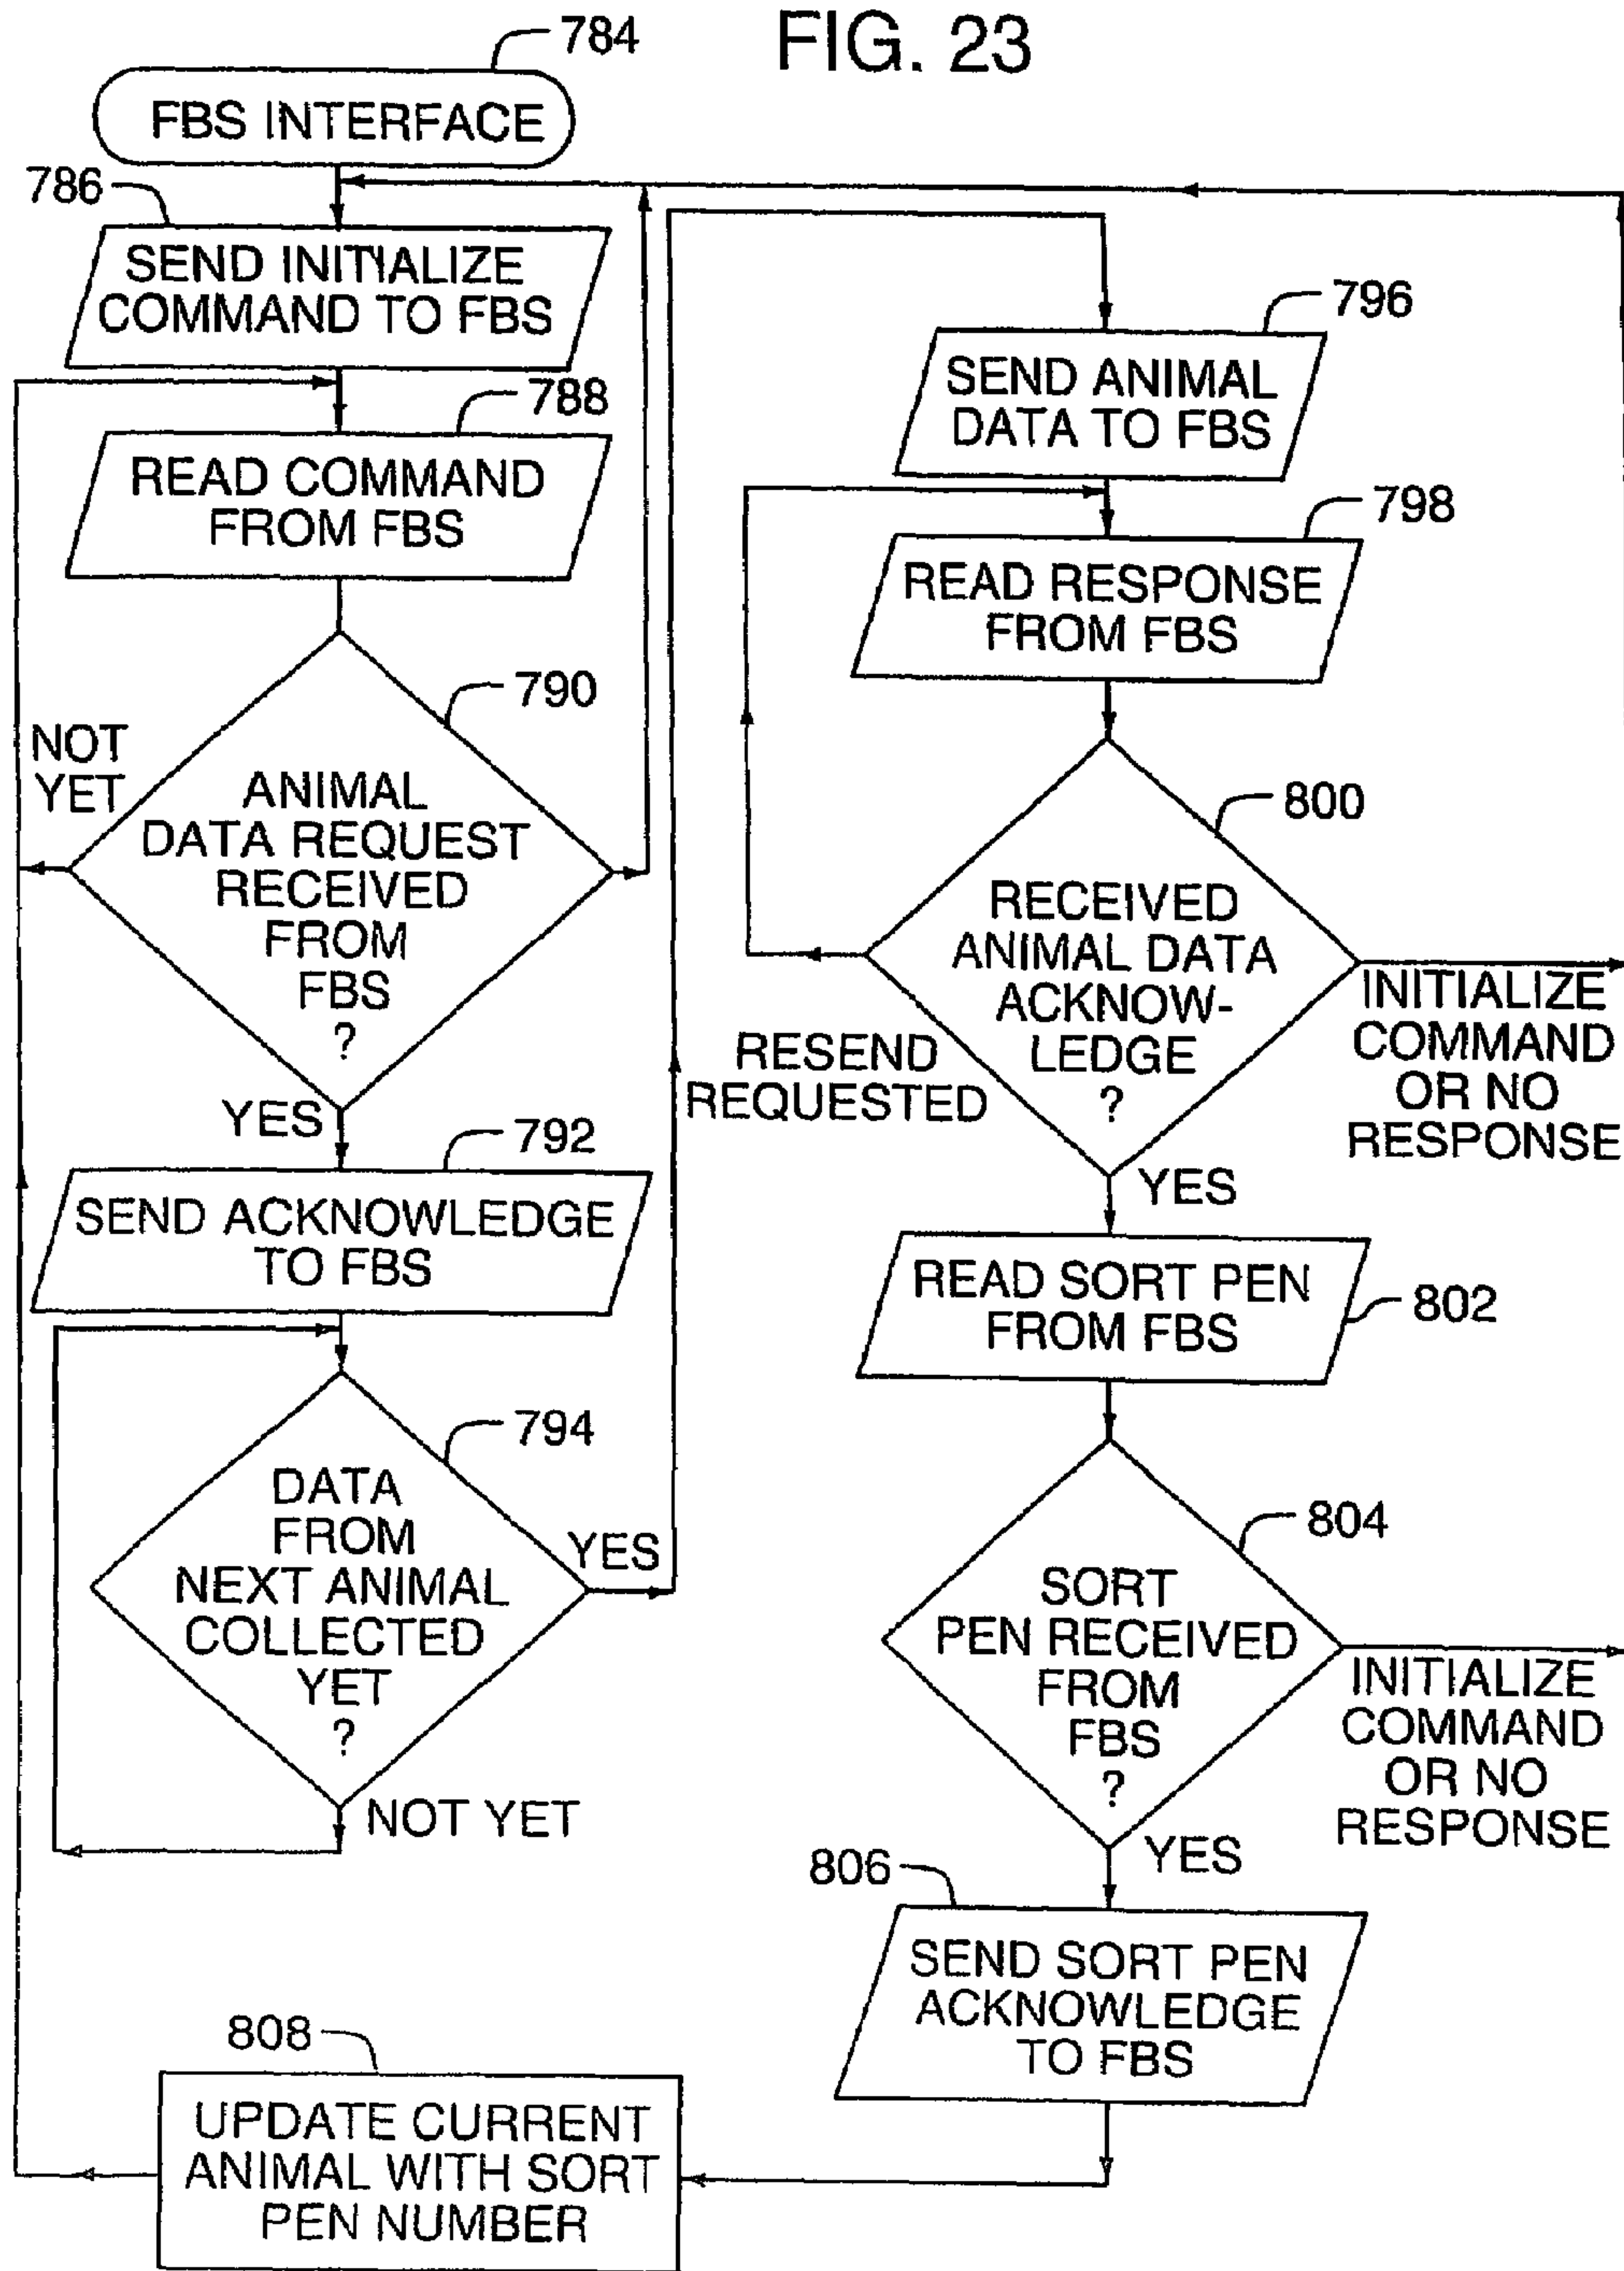 FIG. 23
784
FBS INTERFACE
786
SEND INITIALIZE
COMMAND TO FBS
788
READ COMMAND
FROM FBS
790
NOT
YET
ANIMAL
DATA REQUEST
RECEIVED
FROM
FBS
?
YES
792
SEND ACKNOWLEDGE
TO FBS
794
DATA
FROM
NEXT ANIMAL
COLLECTED
YET
?
YES
NOT YET
796
SEND ANIMAL
DATA TO FBS
798
READ RESPONSE
FROM FBS
800
RECEIVED
ANIMAL DATA
ACKNOW-
LEDGE
?
RESEND
REQUESTED
INITIALIZE
COMMAND
OR NO
RESPONSE
YES
READ SORT PEN
FROM FBS
802
804
SORT
PEN RECEIVED
FROM
FBS
?
INITIALIZE
COMMAND
OR NO
RESPONSE
YES
806
SEND SORT PEN
ACKNOWLEDGE
TO FBS
808
UPDATE CURRENT
ANIMAL WITH SORT
PEN NUMBER